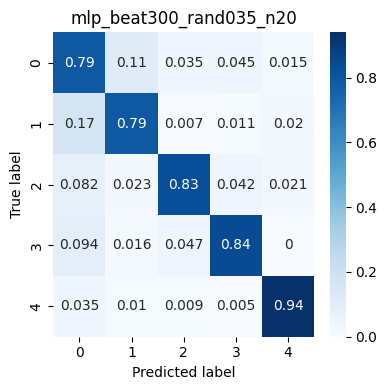 mlp_beat300_rand035_n20
0 0.79 0.11 0.035 0.045 0.015
1 0.17 0.79 0.007 0.011 0.02
2 0.082 0.023 0.83 0.042 0.021
3 0.094 0.016 0.047 0.84 0
4 0.035 0.01 0.009 0.005 0.94
0 1 2 3 4
Predicted label
True label
0.8
0.6
0.4
0.2
0.0